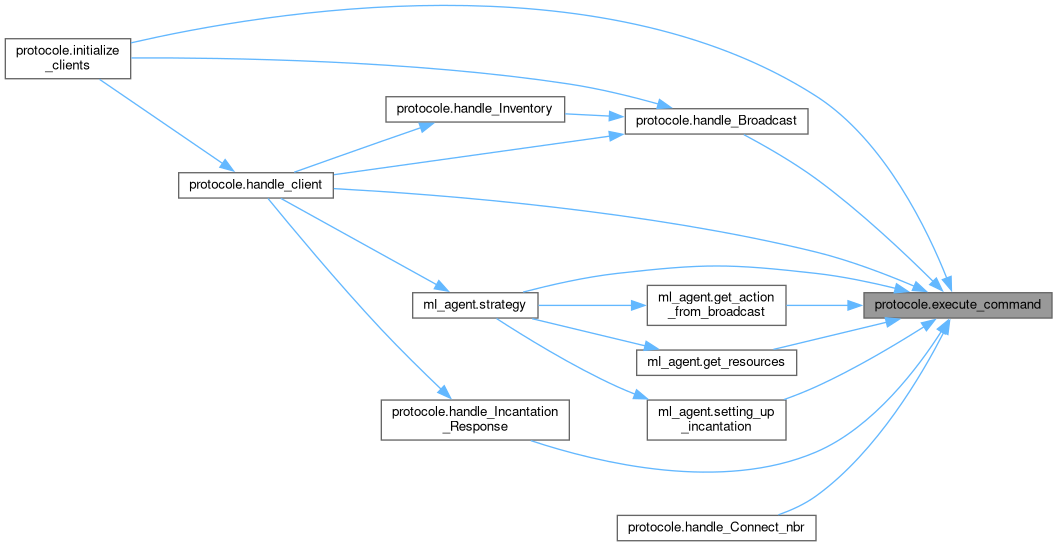 protocole.initialize
_clients
protocole.handle_Inventory
protocole.handle_Broadcast
protocole.handle_client
ml_agent.strategy
ml_agent.get_action
_from_broadcast
protocole.execute_command
ml_agent.get_resources
protocole.handle_Incantation
_Response
ml_agent.setting_up
_incantation
protocole.handle_Connect_nbr